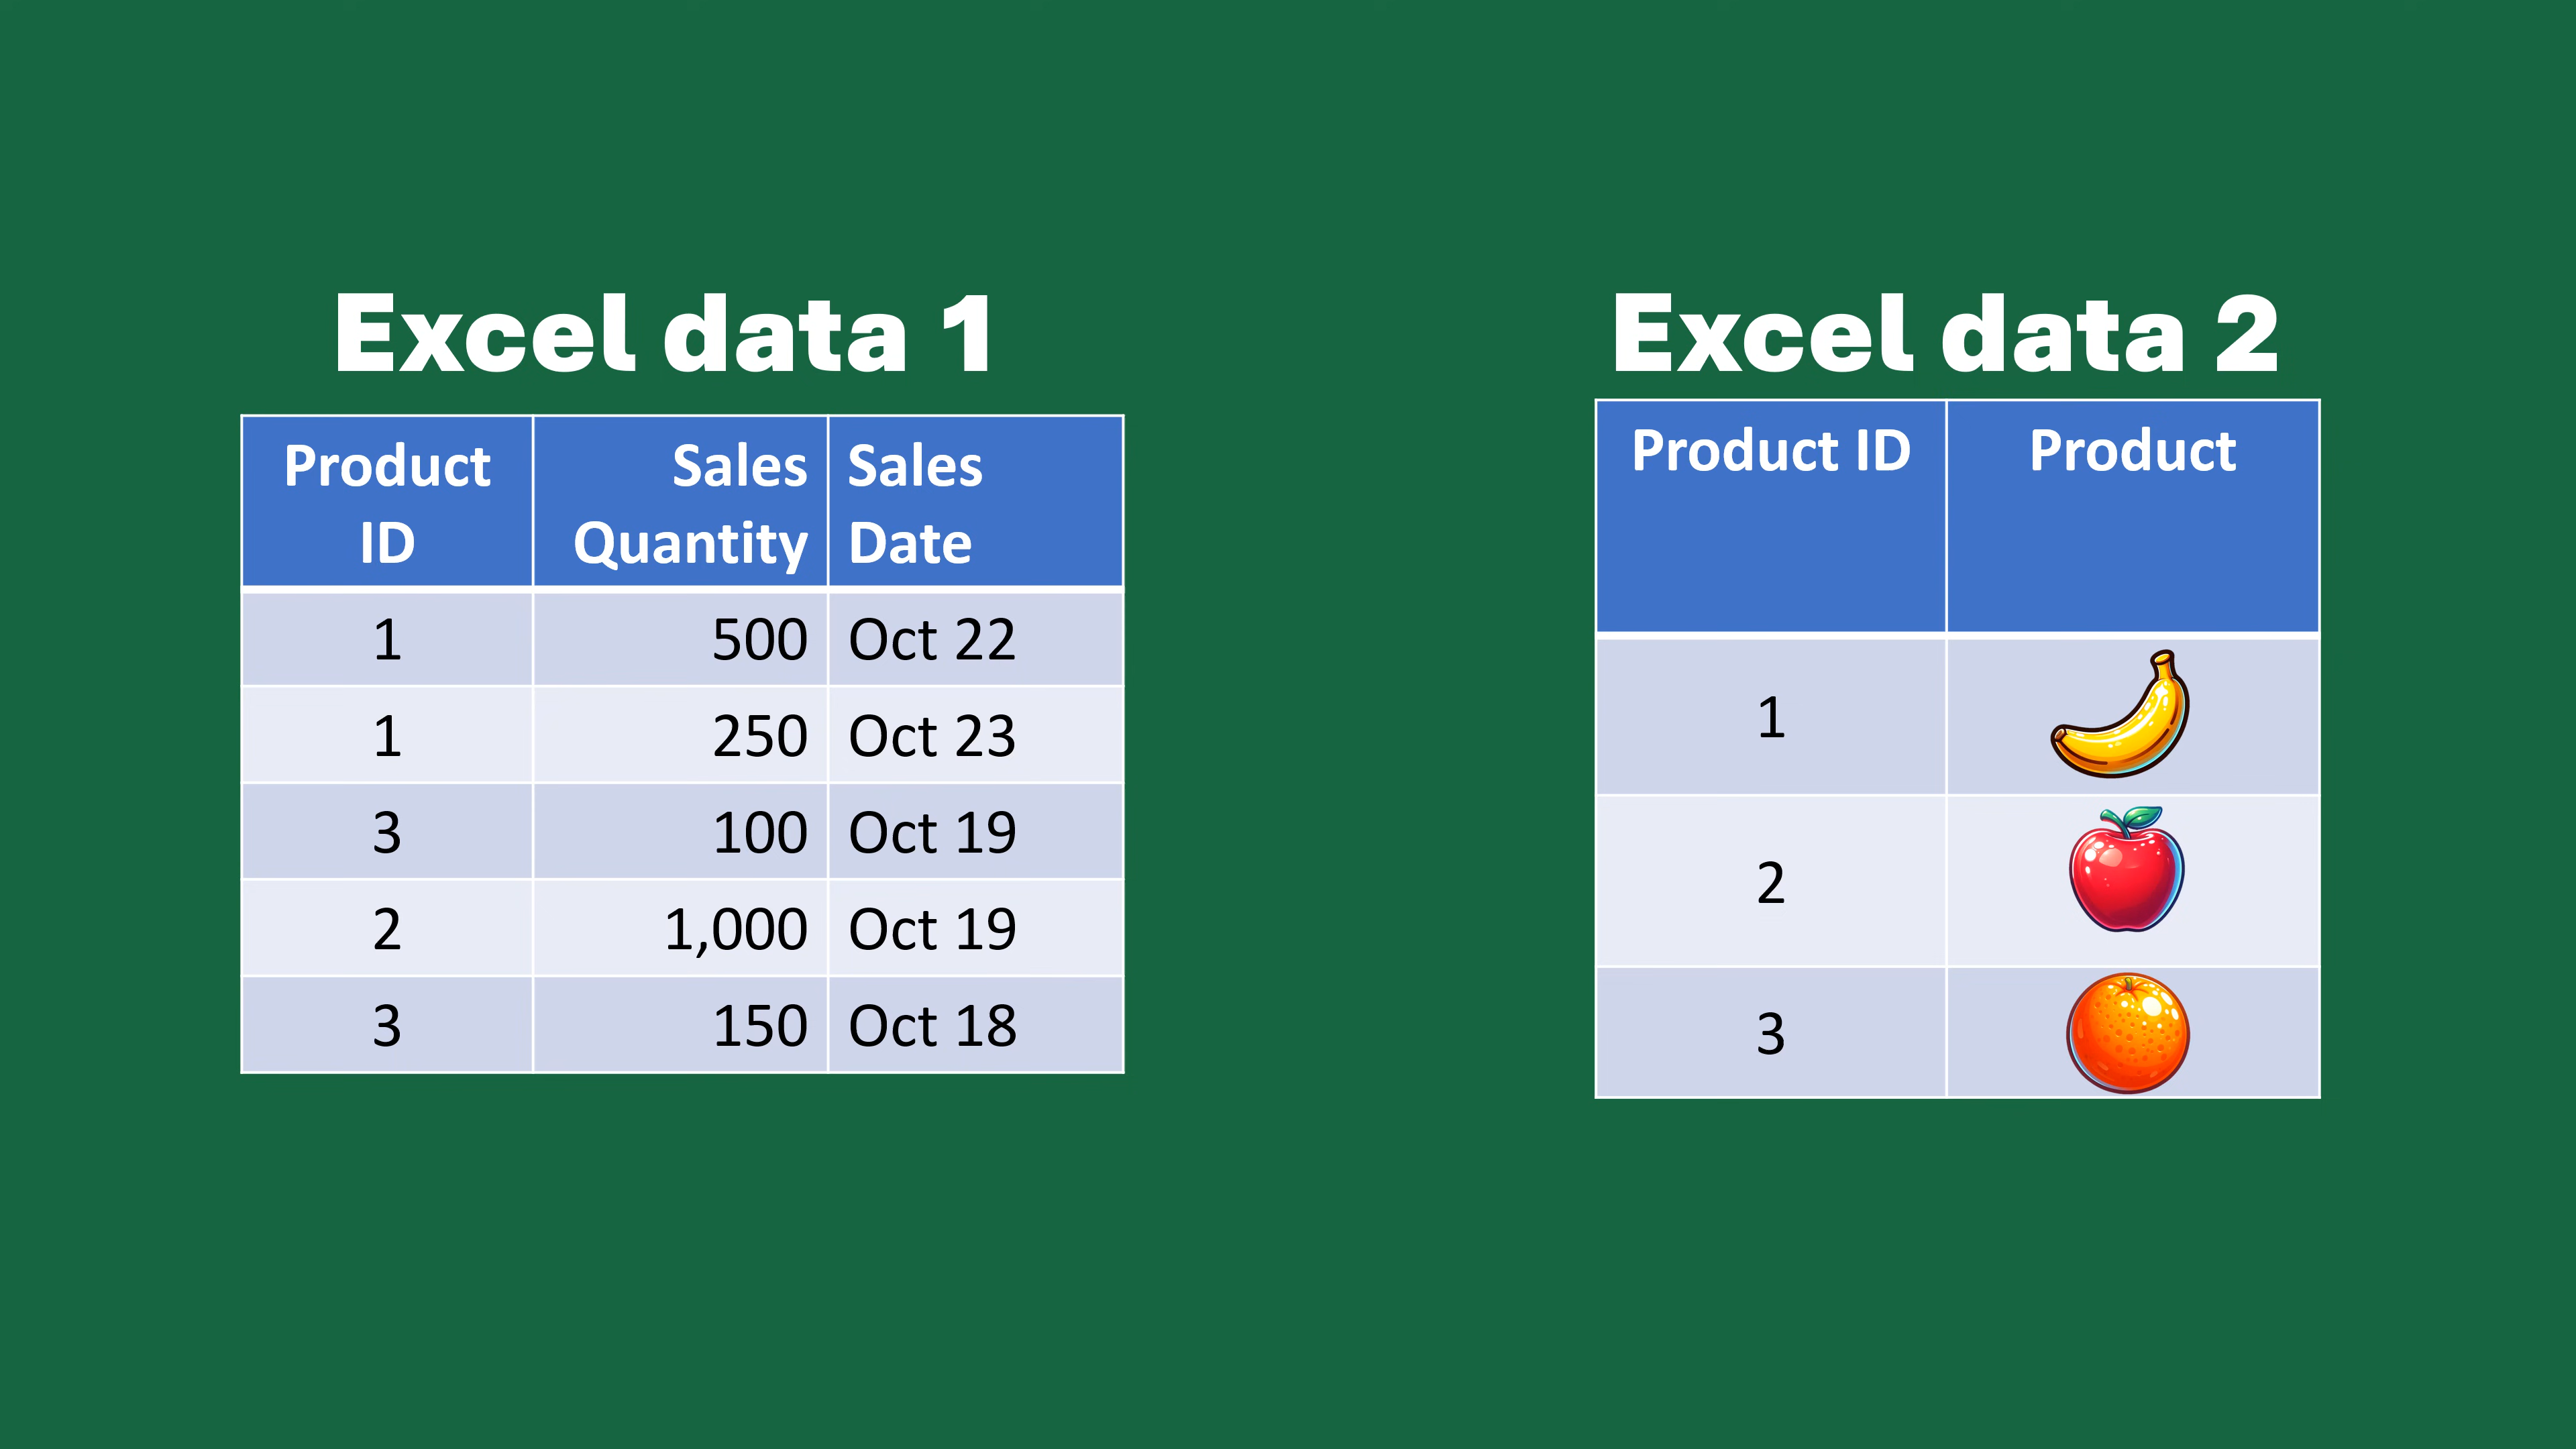 Excel data 1
Product ID Sales Quantity Sales Date
1 500 Oct 22
1 250 Oct 23
3 100 Oct 19
2 1,000 Oct 19
3 150 Oct 18
Excel data 2
Product ID Product
1
2
3